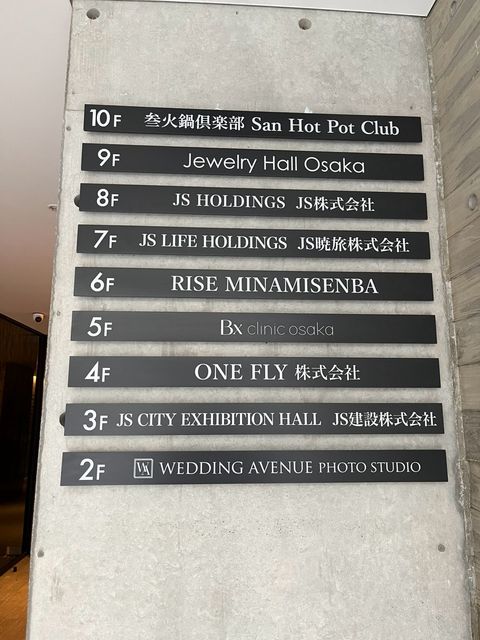 10F 叁火鍋倶楽部 San Hot Pot Club
9F Jewelry Hall Osaka
8F JS HOLDINGS JS株式会社
7F JS LIFE HOLDINGS JS暁旅株式会社
6F RISE MINAMISENBA
5F Bx clinic osaka
4F ONE FLY 株式会社
3F JS CITY EXHIBITION HALL JS建設株式会社
2F WA WEDDING AVENUE PHOTO STUDIO